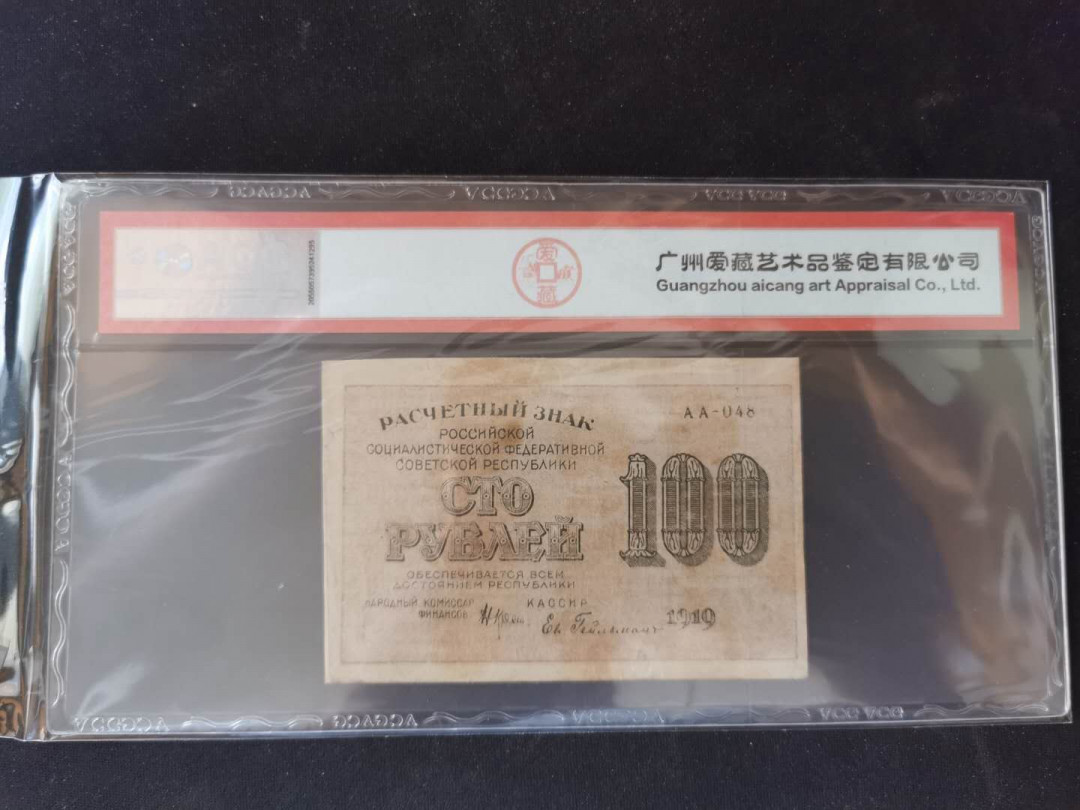 广州爱藏艺术品鉴定有限公司
Guangzhou aicang art Appraisal Co., Ltd.
爱
藏
РАСЧЕТНЫЙ ЗНАК
АА-048
РОССИЙСКОЙ
СОЦИАЛИСТИЧЕСКОЙ ФЕДЕРАТИВНОЙ
СОВЕТСКОЙ РЕСПУБЛИКИ
СТО
РУБЛЕЙ
100
ОБЕСПЕЧИВАЕТСЯ ВСЕМ
ДОСТОЯНИЕМ РЕСПУБЛИКИ
НАРОДНЫЙ КОМИССАР
ФИНАНСОВ
КАССИР
1919